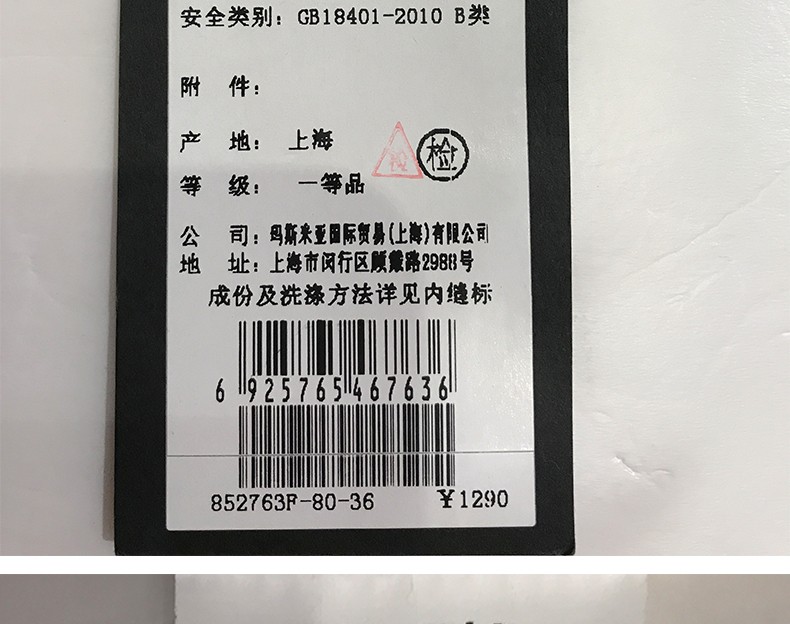 安全类别: GB18401-2010 B类
附 件:
产 地: 上海
检
等 级: 一等品
公 司: 玛斯米亚国际贸易(上海)有限公司
地 址: 上海市闵行区顾戴路2988号
成份及洗涤方法详见内缝标
6 925765 467636
852763F-80-36 ¥1290